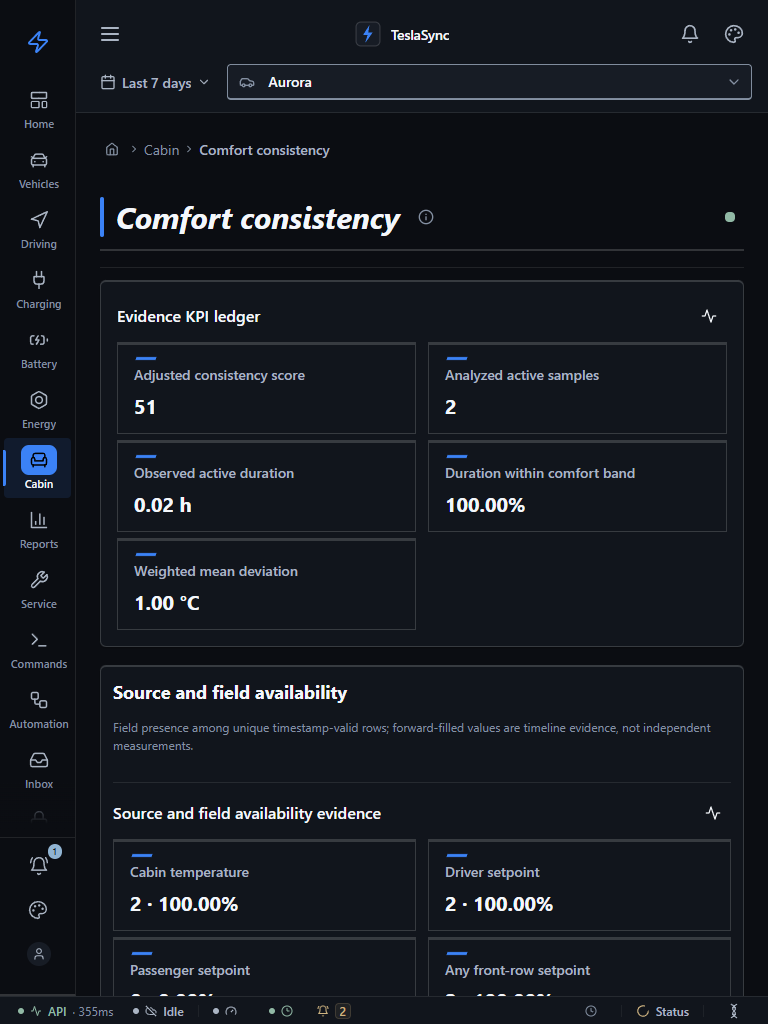 TeslaSync
Last 7 days
Aurora
Home
Vehicles
Driving
Charging
Battery
Energy
Cabin
Reports
Service
Commands
Automation
Inbox
1
Cabin
Comfort consistency
Comfort consistency
Evidence KPI ledger
Adjusted consistency score
51
Analyzed active samples
2
Observed active duration
0.02 h
Duration within comfort band
100.00%
Weighted mean deviation
1.00 °C
Source and field availability
Field presence among unique timestamp-valid rows; forward-filled values are timeline evidence, not independent
measurements.
Source and field availability evidence
Cabin temperature
2 · 100.00%
Driver setpoint
2 · 100.00%
Passenger setpoint
Any front-row setpoint
API · 355ms
Idle
2
Status